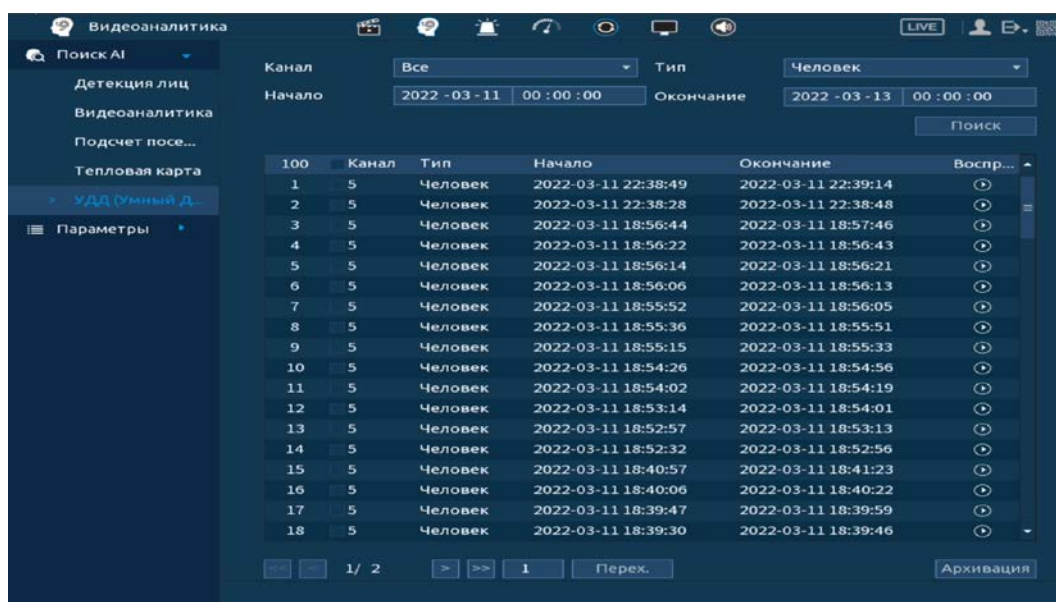 Видеоаналитика LIVE
Поиск AI
Детекция лиц
Видеоаналитика
Подсчет посе...
Тепловая карта
> УДД (Умный Д...
Параметры
Канал Все Тип Человек
Начало 2022 -03 -11 00 :00 :00 Окончание 2022 -03 -13 00 :00 :00
Поиск
100 Канал Тип Начало Окончание Воспр...
1 5 Человек 2022-03-11 22:38:49 2022-03-11 22:39:14
2 5 Человек 2022-03-11 22:38:28 2022-03-11 22:38:48
3 5 Человек 2022-03-11 18:56:44 2022-03-11 18:57:46
4 5 Человек 2022-03-11 18:56:22 2022-03-11 18:56:43
5 5 Человек 2022-03-11 18:56:14 2022-03-11 18:56:21
6 5 Человек 2022-03-11 18:56:06 2022-03-11 18:56:13
7 5 Человек 2022-03-11 18:55:52 2022-03-11 18:56:05
8 5 Человек 2022-03-11 18:55:36 2022-03-11 18:55:51
9 5 Человек 2022-03-11 18:55:15 2022-03-11 18:55:33
10 5 Человек 2022-03-11 18:54:26 2022-03-11 18:54:56
11 5 Человек 2022-03-11 18:54:02 2022-03-11 18:54:19
12 5 Человек 2022-03-11 18:53:14 2022-03-11 18:54:01
13 5 Человек 2022-03-11 18:52:57 2022-03-11 18:53:13
14 5 Человек 2022-03-11 18:52:32 2022-03-11 18:52:56
15 5 Человек 2022-03-11 18:40:57 2022-03-11 18:41:23
16 5 Человек 2022-03-11 18:40:06 2022-03-11 18:40:22
17 5 Человек 2022-03-11 18:39:47 2022-03-11 18:39:59
18 5 Человек 2022-03-11 18:39:30 2022-03-11 18:39:46
<< < 1/ 2 > >> 1 Перех. Архивация